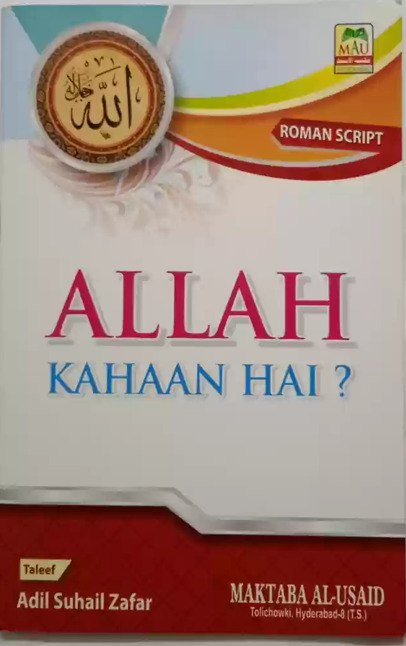 الله جل جلاله
MAU
ROMAN SCRIPT
ALLAH
KAHAAN HAI ?
Taleef
Adil Suhail Zafar
MAKTABA AL-USAID
Tolichowki, Hyderabad-8 (T.S.)